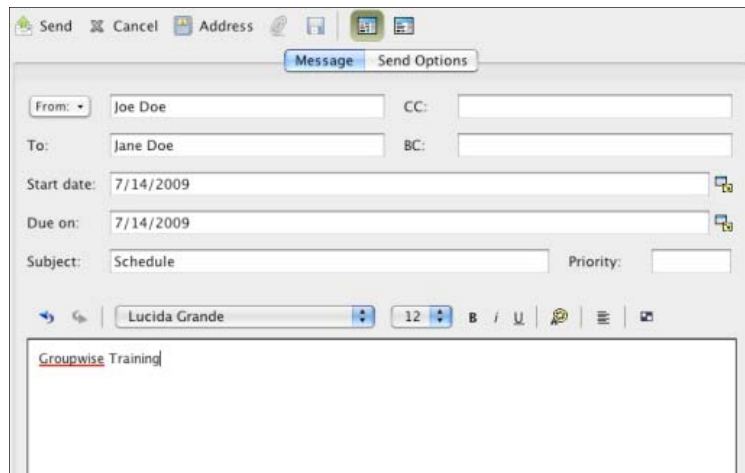 Send Cancel Address
Message Send Options
From: Joe Doe CC:
To: Jane Doe BC:
Start date: 7/14/2009
Due on: 7/14/2009
Subject: Schedule Priority:
Lucida Grande 12 B i U
Groupwise Training